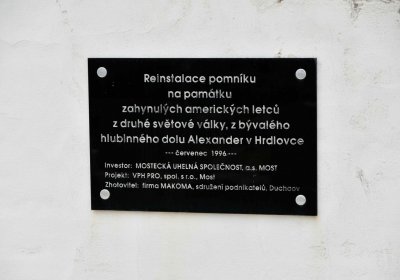 Reinstalace pomníku
na památku
zahynulých amerických letců
z druhé světové války, z bývalého
hlubinného dolu Alexander v Hrdlovce
--- červenec 1996 ---
Investor: MOSTECKÁ UHELNÁ SPOLEČNOST, a.s. MOST
Projekt: VPH PRO, spol. s r.o., Most
Zhotovitel: firma MAKOMA, sdružení podnikatelů, Duchcov